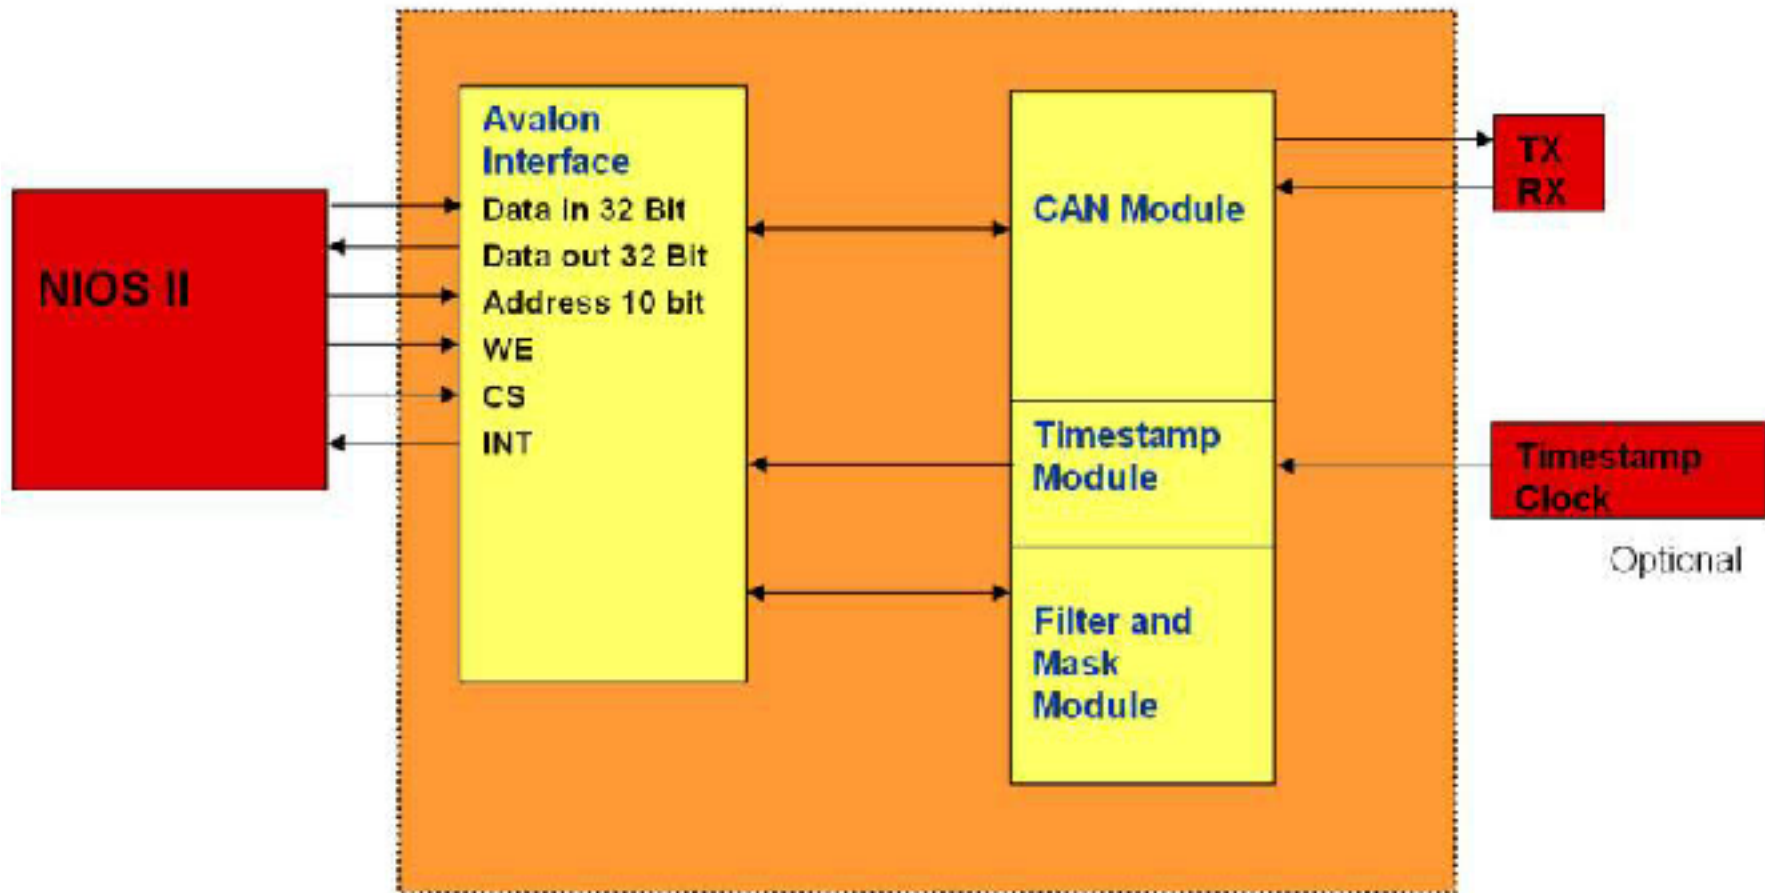 NIOS II
Avalon
Interface
Data in 32 Bit
Data out 32 Bit
Address 10 bit
WE
CS
INT
CAN Module
Timestamp
Module
Filter and
Mask
Module
TX
RX
Timestamp
Clock
Optional